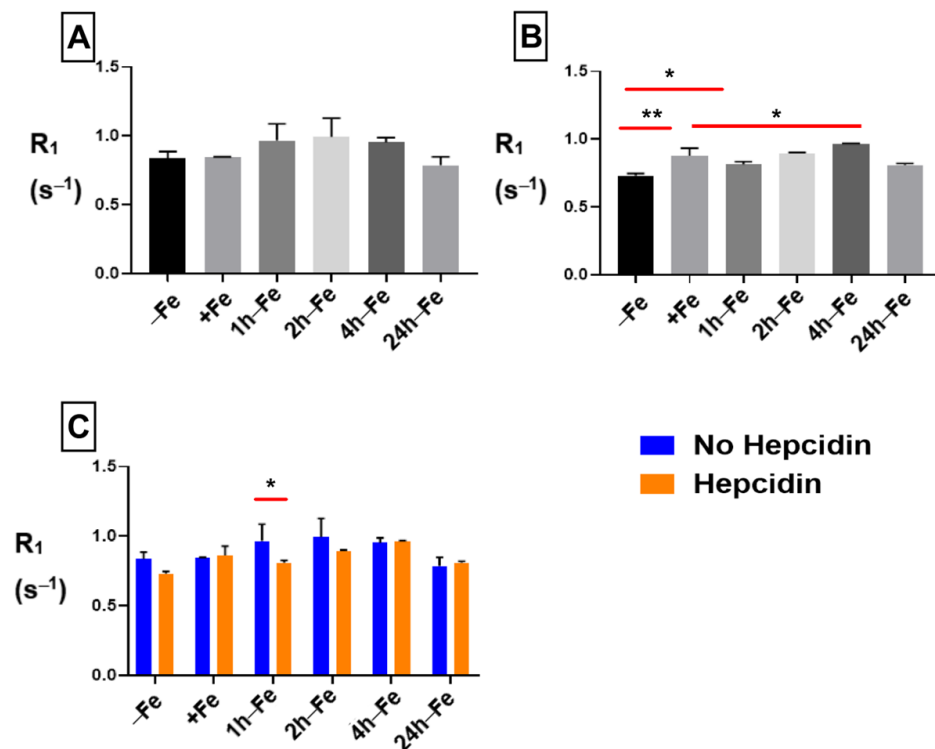 A
1.5
1.0
0.5
0.0
R₁
(s⁻¹)
–Fe
+Fe
1h–Fe
2h–Fe
4h–Fe
24h–Fe
B
*
**
*
1.5
1.0
0.5
0.0
R₁
(s⁻¹)
–Fe
+Fe
1h–Fe
2h–Fe
4h–Fe
24h–Fe
C
*
1.5
1.0
0.5
0.0
R₁
(s⁻¹)
–Fe
+Fe
1h–Fe
2h–Fe
4h–Fe
24h–Fe
No Hepcidin
Hepcidin